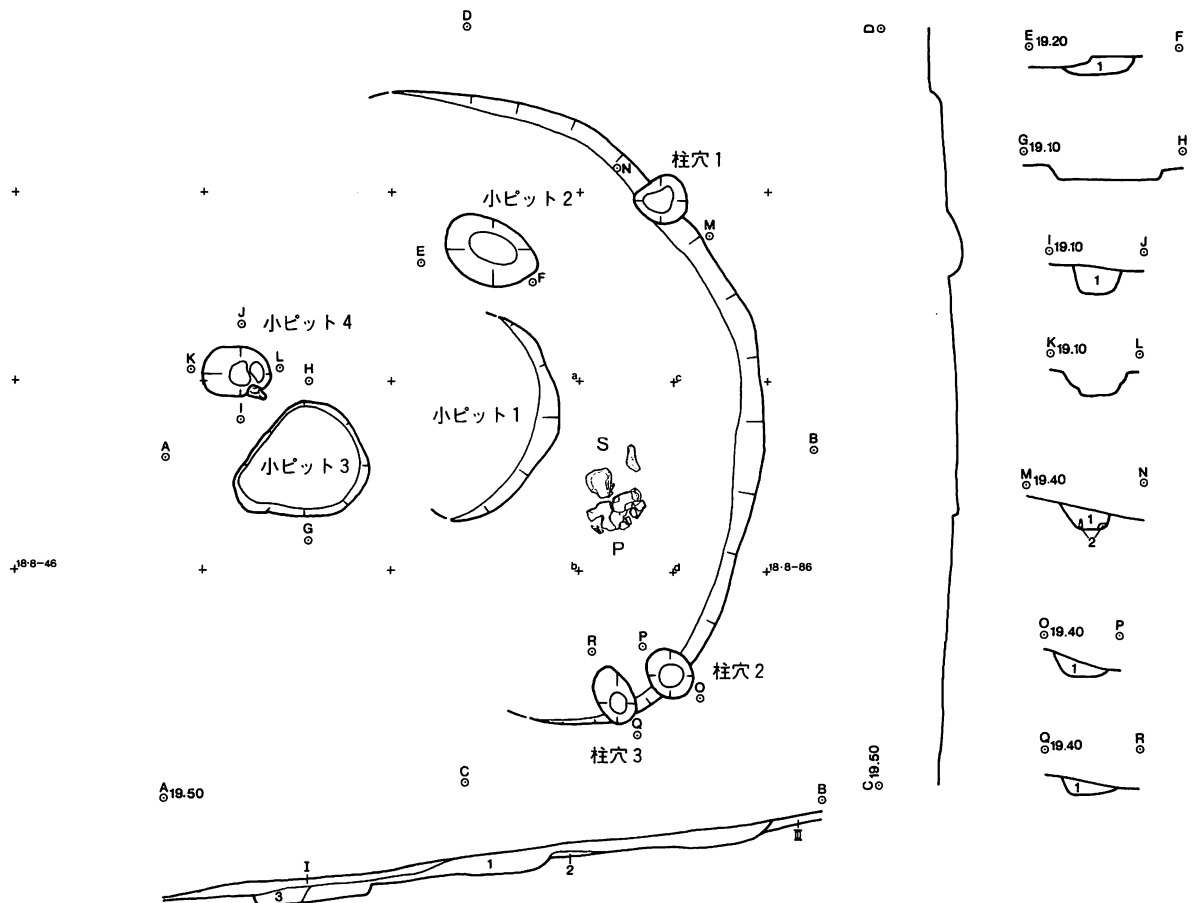 D
柱穴1
N
小ピット2
M
E
F
J
小ピット4
K
L
H
a
c
I
小ピット1
A
S
B
小ピット3
G
P
18・8-46
b
d
18・8-86
R
P
柱穴2
O
Q
柱穴3
C
A 19.50
B
I
1
2
3
III
D
C 19.50
E 19.20
F
1
G 19.10
H
I 19.10
J
1
K 19.10
L
M 19.40
N
1
2
O 19.40
P
1
Q 19.40
R
1